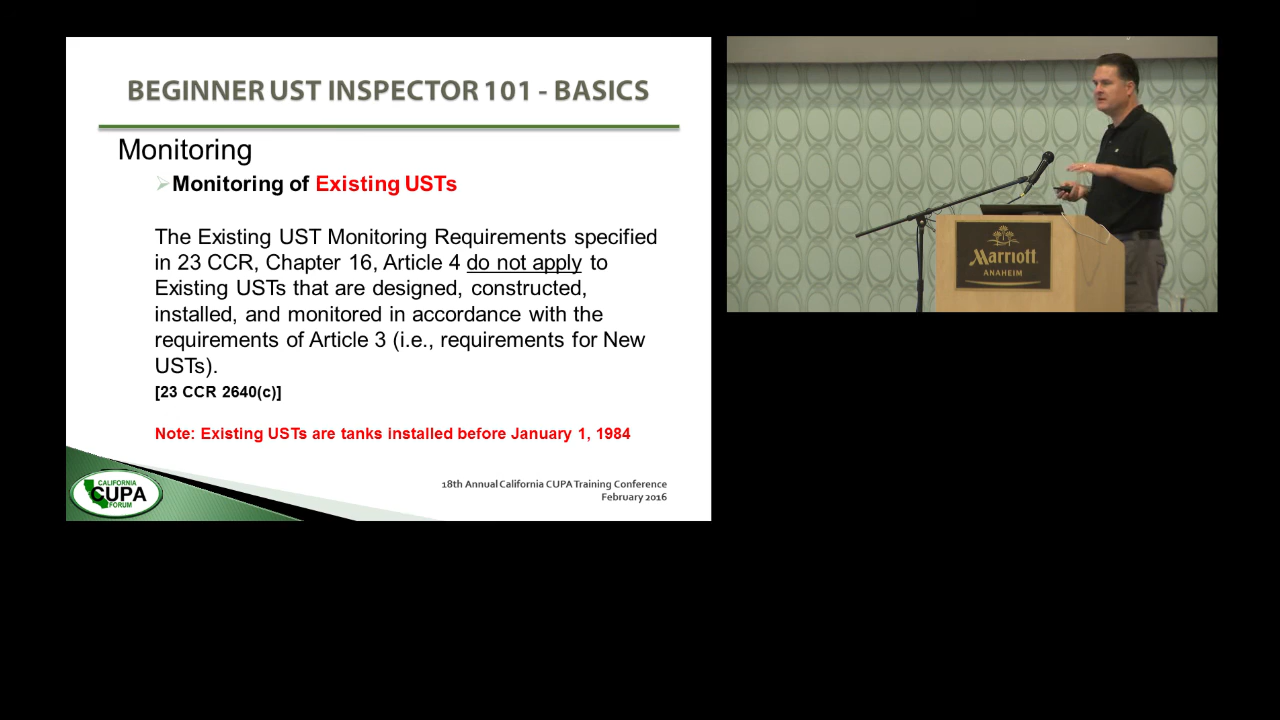 BEGINNER UST INSPECTOR 101 - BASICS
Monitoring
Monitoring of Existing USTs
The Existing UST Monitoring Requirements specified
in 23 CCR, Chapter 16, Article 4 do not apply to
Existing USTs that are designed, constructed,
installed, and monitored in accordance with the
requirements of Article 3 (i.e., requirements for New
USTs).
[23 CCR 2640(c)]
Note: Existing USTs are tanks installed before January 1, 1984
CALIFORNIA
CUPA
FORUM
18th Annual California CUPA Training Conference
February 2016
Marriott
ANAHEIM